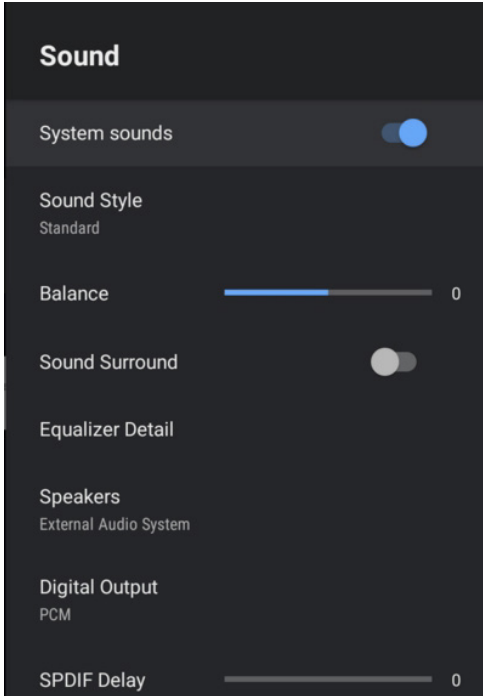 Sound
System sounds
Sound Style
Standard
Balance 0
Sound Surround
Equalizer Detail
Speakers
External Audio System
Digital Output
PCM
SPDIF Delay 0